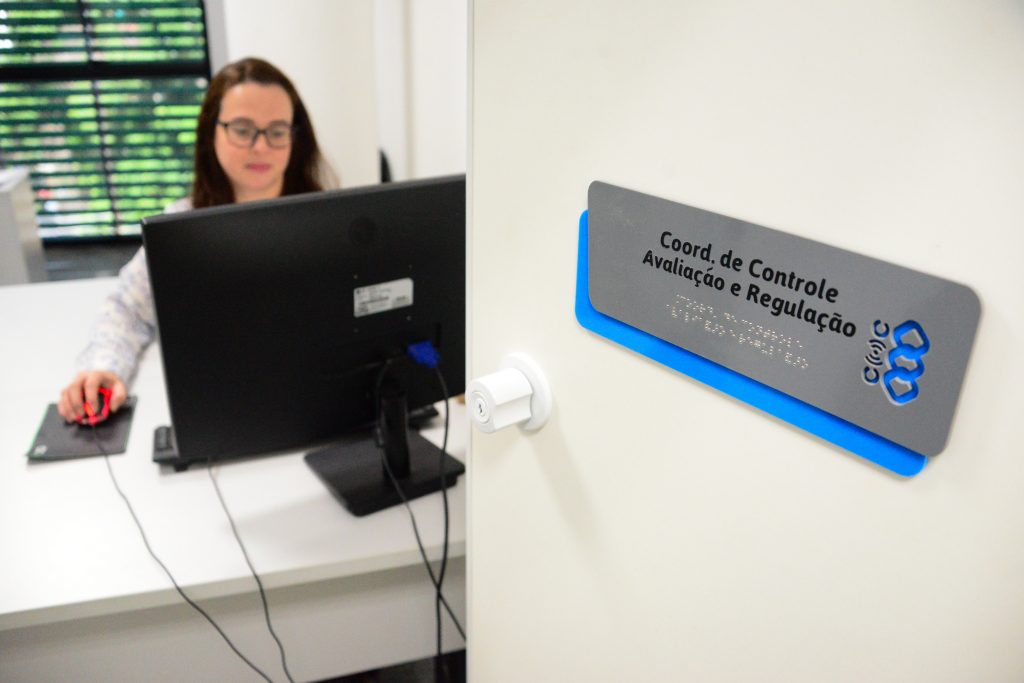 Coord. de Controle
Avaliação e Regulação
C(•)C